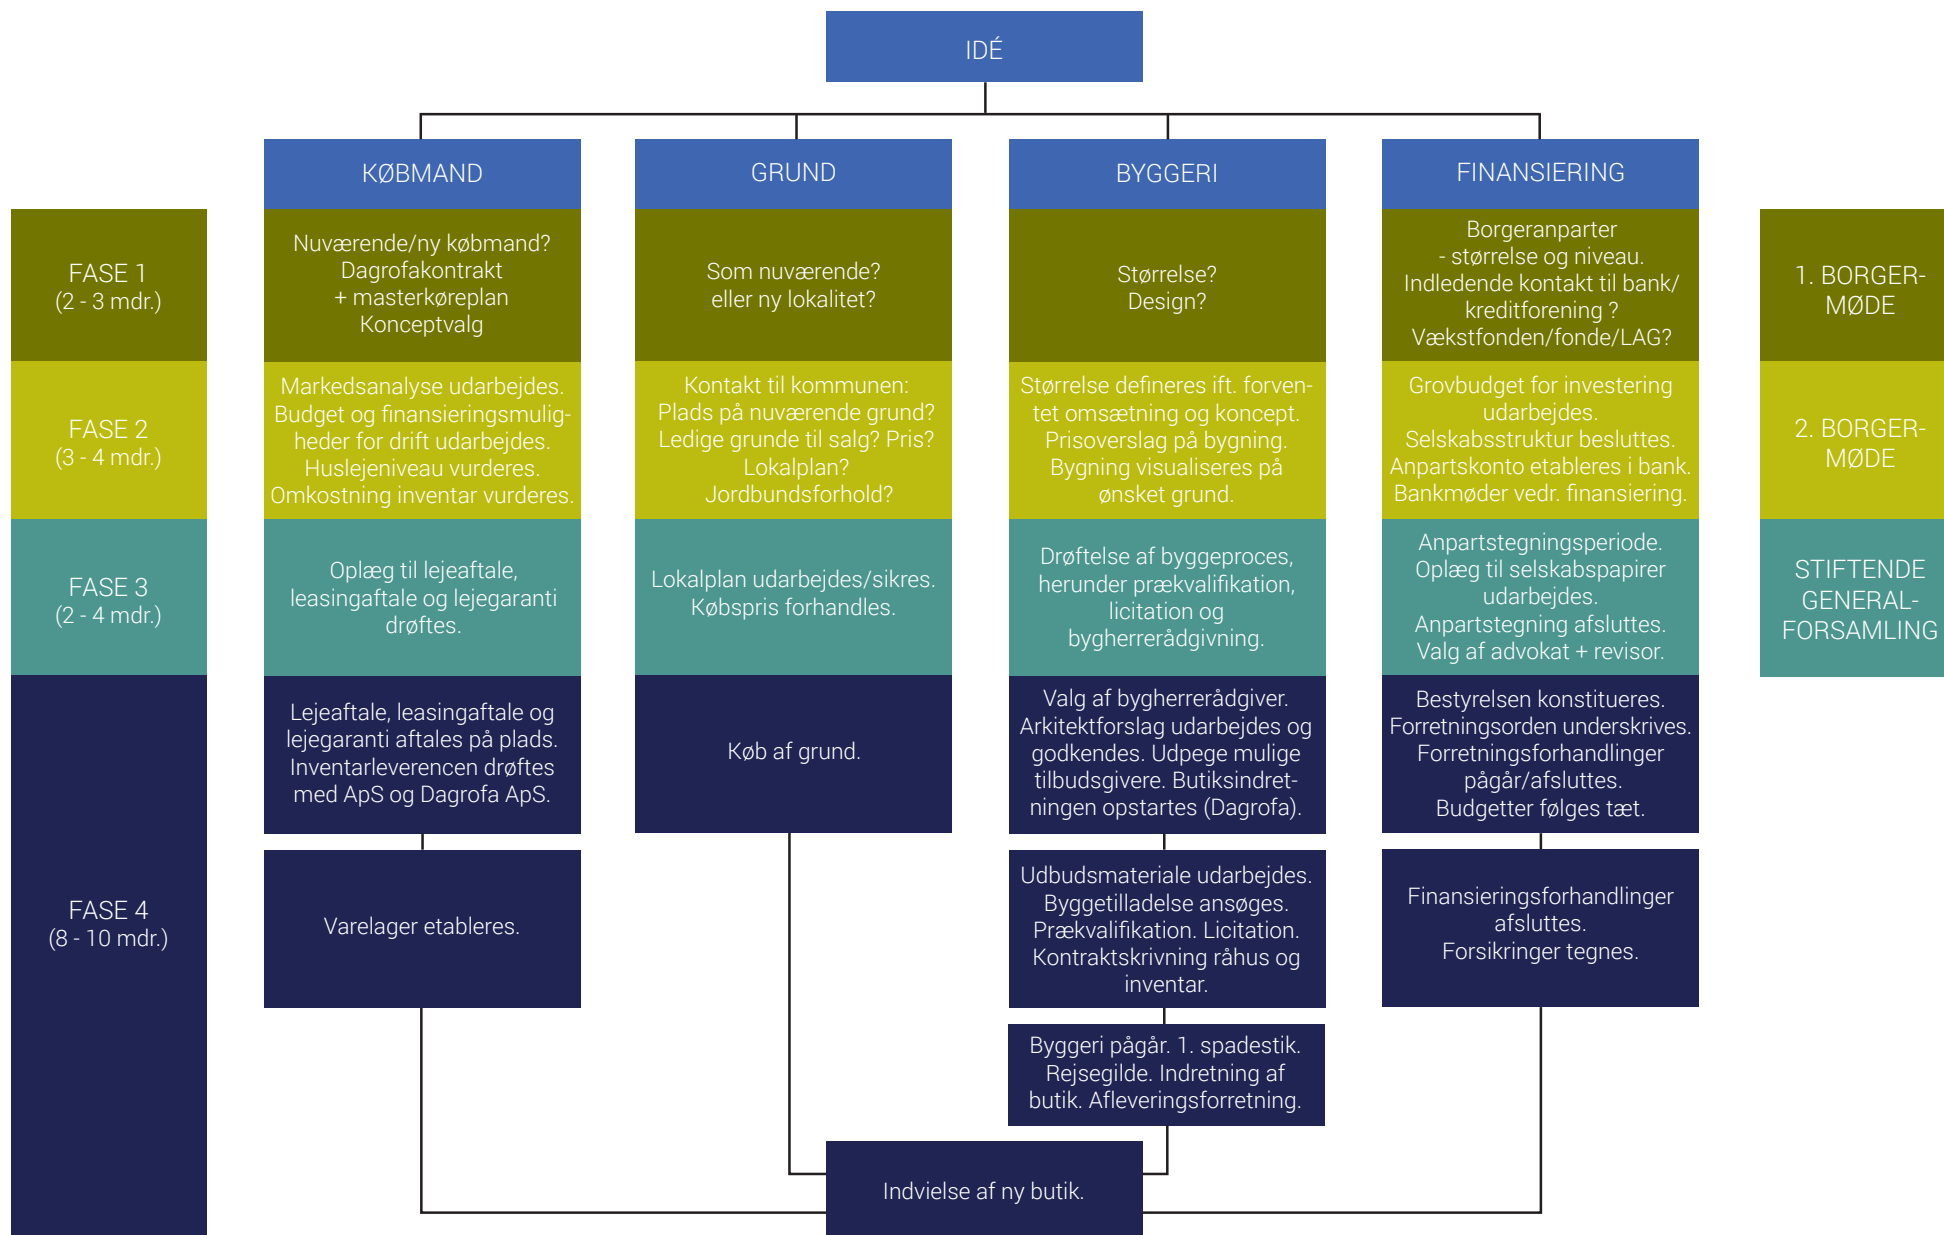 IDÉ
KØBMAND
GRUND
BYGGERI
FINANSIERING
FASE 1
(2 - 3 mdr.)
Nuværende/ny købmand?
Dagrofakontrakt
+ masterkøreplan
Konceptvalg
Som nuværende?
eller ny lokalitet?
Størrelse?
Design?
Borgeranparter
- størrelse og niveau.
Indledende kontakt til bank/
kreditforening ?
Vækstfonden/fonde/LAG?
1. BORGER-
MØDE
FASE 2
(3 - 4 mdr.)
Markedsanalyse udarbejdes.
Budget og finansieringsmulig-
heder for drift udarbejdes.
Huslejeniveau vurderes.
Omkostning inventar vurderes.
Kontakt til kommunen:
Plads på nuværende grund?
Ledige grunde til salg? Pris?
Lokalplan?
Jordbundsforhold?
Størrelse defineres ift. forven-
tet omsætning og koncept.
Prisoverslag på bygning.
Bygning visualiseres på
ønsket grund.
Grovbudget for investering
udarbejdes.
Selskabsstruktur besluttes.
Anpartskonto etableres i bank.
Bankmøder vedr. finansiering.
2. BORGER-
MØDE
FASE 3
(2 - 4 mdr.)
Oplæg til lejeaftale,
leasingaftale og lejegaranti
drøftes.
Lokalplan udarbejdes/sikres.
Købspris forhandles.
Drøftelse af byggeproces,
herunder prækvalifikation,
licitation og
bygherrerådgivning.
Anpartstegningsperiode.
Oplæg til selskabspapirer
udarbejdes.
Anpartstegning afsluttes.
Valg af advokat + revisor.
STIFTENDE
GENERAL-
FORSAMLING
FASE 4
(8 - 10 mdr.)
Lejeaftale, leasingaftale og
lejegaranti aftales på plads.
Inventarleverencen drøftes
med ApS og Dagrofa ApS.
Køb af grund.
Valg af bygherrerådgiver.
Arkitektforslag udarbejdes og
godkendes. Udpege mulige
tilbudsgivere. Butiksindret-
ningen opstartes (Dagrofa).
Bestyrelsen konstitueres.
Forretningsorden underskrives.
Forretningsforhandlinger
pågår/afsluttes.
Budgetter følges tæt.
Varelager etableres.
Udbudsmateriale udarbejdes.
Byggetilladelse ansøges.
Prækvalifikation. Licitation.
Kontraktskrivning råhus og
inventar.
Finansieringsforhandlinger
afsluttes.
Forsikringer tegnes.
Byggeri pågår. 1. spadestik.
Rejsegilde. Indretning af
butik. Afleveringsforretning.
Indvielse af ny butik.